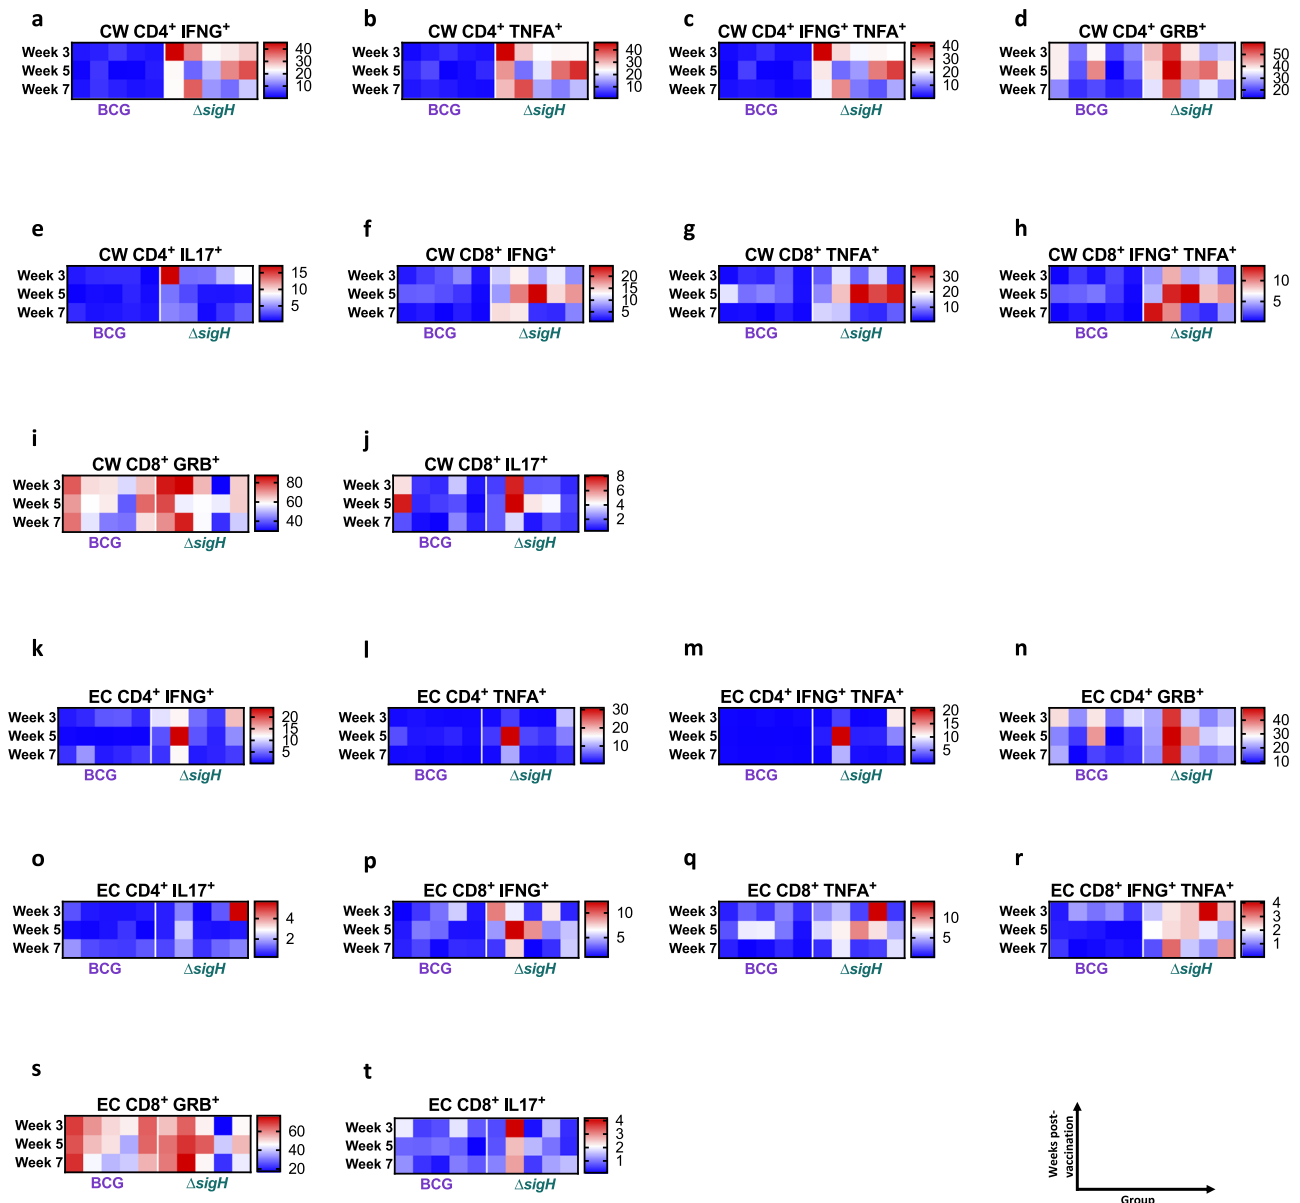 a b c d
CW CD4⁺ IFNG⁺ CW CD4⁺ TNFA⁺ CW CD4⁺ IFNG⁺ TNFA⁺ CW CD4⁺ GRB⁺
Week 3 40 Week 3 40 Week 3 40 Week 3 50
30 30
Week 5 20 Week 5 20 Week 5 30 20 Week 5 40 30
Week 7 10 Week 7 10 Week 7 10 Week 7 20
BCG ΔsigH BCG ΔsigH BCG ΔsigH BCG ΔsigH
e f g h
CW CD4⁺ IL17⁺ CW CD8⁺ IFNG⁺ CW CD8⁺ TNFA⁺ CW CD8⁺ IFNG⁺ TNFA⁺
Week 3 15 Week 3 20 Week 3 30 Week 3 10
Week 5 10 Week 5 15 10 Week 5 20 Week 5 5
Week 7 5 Week 7 5 Week 7 10 Week 7
BCG ΔsigH BCG ΔsigH BCG ΔsigH BCG ΔsigH
i j
CW CD8⁺ GRB⁺ CW CD8⁺ IL17⁺
Week 3 80 Week 3 8 6
Week 5 60 Week 5 4
Week 7 40 Week 7 2
BCG ΔsigH BCG ΔsigH
k l m n
EC CD4⁺ IFNG⁺ EC CD4⁺ TNFA⁺ EC CD4⁺ IFNG⁺ TNFA⁺ EC CD4⁺ GRB⁺
Week 3 20 Week 3 30 Week 3 20 15 Week 3 40
Week 5 15 10 Week 5 20 Week 5 10 Week 5 30
Week 7 5 Week 7 10 Week 7 5 Week 7 20 10
BCG ΔsigH BCG ΔsigH BCG ΔsigH BCG ΔsigH
o p q r
EC CD4⁺ IL17⁺ EC CD8⁺ IFNG⁺ EC CD8⁺ TNFA⁺ EC CD8⁺ IFNG⁺ TNFA⁺
Week 3 4 Week 3 10 Week 3 10 Week 3 4 3
Week 5 2 Week 5 5 Week 5 5 Week 5 2
Week 7 Week 7 Week 7 Week 7 1
BCG ΔsigH BCG ΔsigH BCG ΔsigH BCG ΔsigH
s t
EC CD8⁺ GRB⁺ EC CD8⁺ IL17⁺
Week 3 60 Week 3 4 3
Week 5 40 Week 5 2
Week 7 20 Week 7 1
BCG ΔsigH BCG ΔsigH
Weeks post-
vaccination
Group